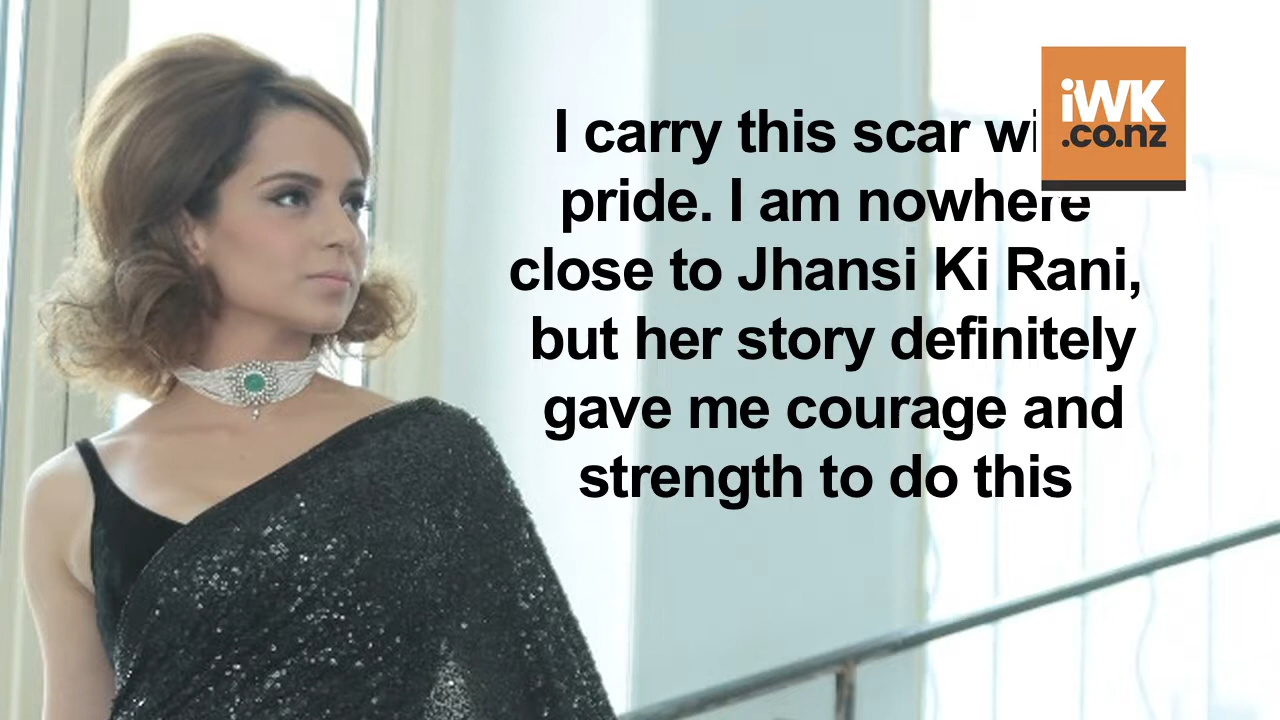 I carry this scar wi
pride. I am nowhere
close to Jhansi Ki Rani,
but her story definitely
gave me courage and
strength to do this
iWK
.co.nz